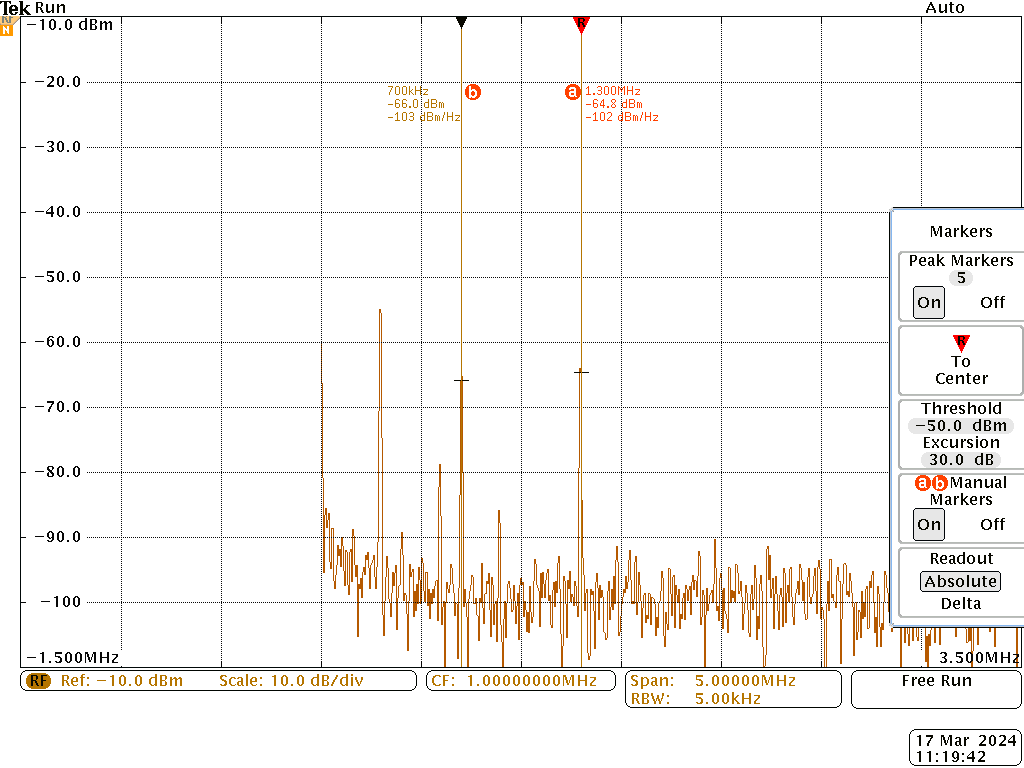 Tek Run Auto
RF
N
-10.0 dBm
R
-20.0
700kHz
-66.0 dBm
-103 dBm/Hz
b
a
1.300MHz
-64.8 dBm
-102 dBm/Hz
-30.0
-40.0
-50.0
-60.0
-70.0
-80.0
-90.0
-100
-1.500MHz
3.500MHz
Markers
Peak Markers
5
On Off
R
To
Center
Threshold
-50.0 dBm
Excursion
30.0 dB
a b Manual
Markers
On Off
Readout
Absolute
Delta
RF Ref: -10.0 dBm Scale: 10.0 dB/div
CF: 1.00000000MHz
Span: 5.00000MHz
RBW: 5.00kHz
Free Run
17 Mar 2024
11:19:42